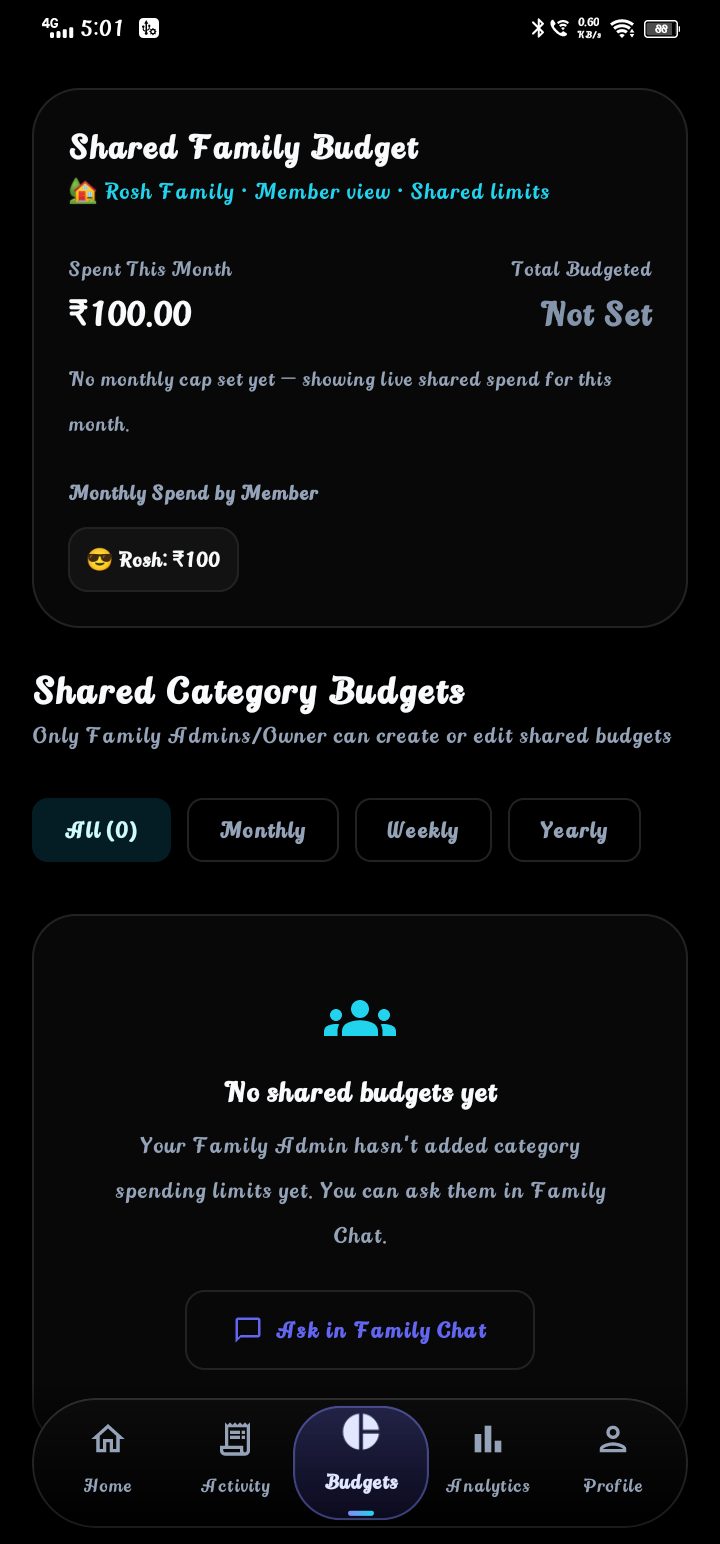 4G 5:01 0.60 KB/s 88
Shared Family Budget
Rosh Family · Member view · Shared limits
Spent This Month Total Budgeted
₹100.00 Not Set
No monthly cap set yet — showing live shared spend for this
month.
Monthly Spend by Member
Rosh: ₹100
Shared Category Budgets
Only Family Admins/Owner can create or edit shared budgets
All (0) Monthly Weekly Yearly
No shared budgets yet
Your Family Admin hasn't added category
spending limits yet. You can ask them in Family
Chat.
Ask in Family Chat
Home Activity Budgets Analytics Profile